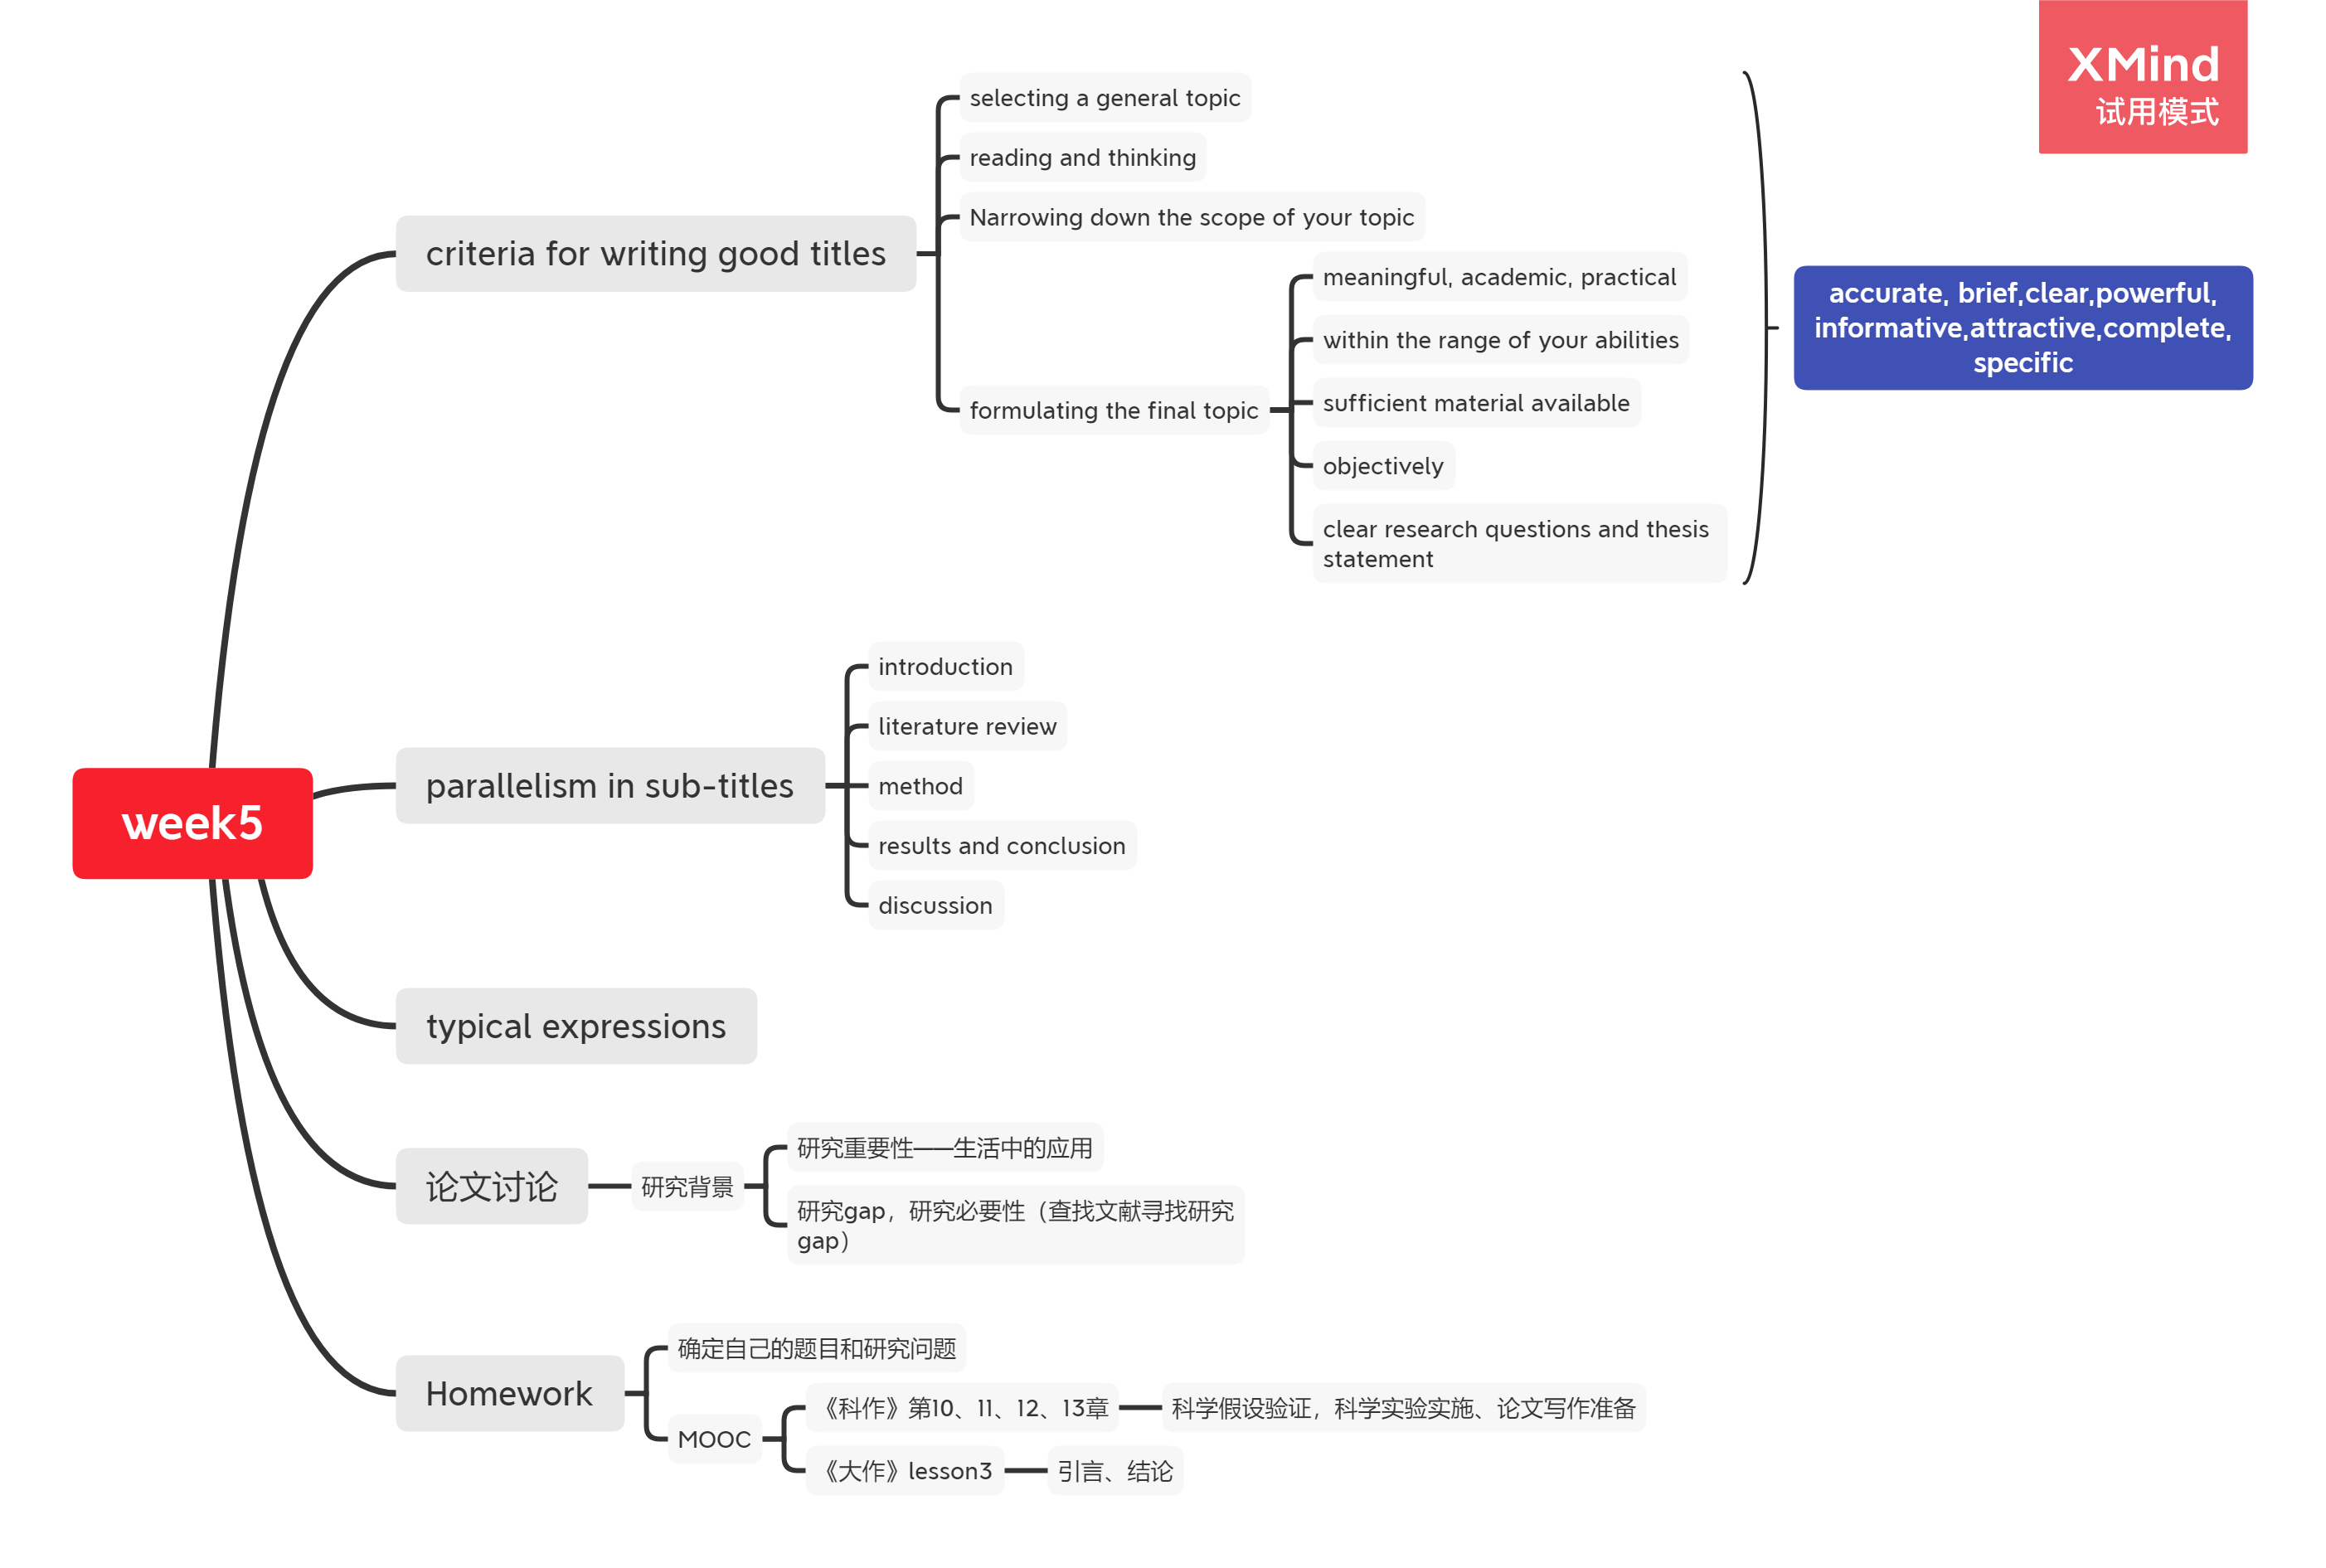 XMind
试用模式
week5
criteria for writing good titles
selecting a general topic
reading and thinking
Narrowing down the scope of your topic
formulating the final topic
meaningful, academic, practical
within the range of your abilities
sufficient material available
objectively
clear research questions and thesis
statement
accurate, brief,clear,powerful,
informative,attractive,complete,
specific
parallelism in sub-titles
introduction
literature review
method
results and conclusion
discussion
typical expressions
论文讨论
研究背景
研究重要性——生活中的应用
研究gap，研究必要性（查找文献寻找研究
gap）
Homework
确定自己的题目和研究问题
MOOC
《科作》第10、11、12、13章
科学假设验证，科学实验实施、论文写作准备
《大作》lesson3
引言、结论